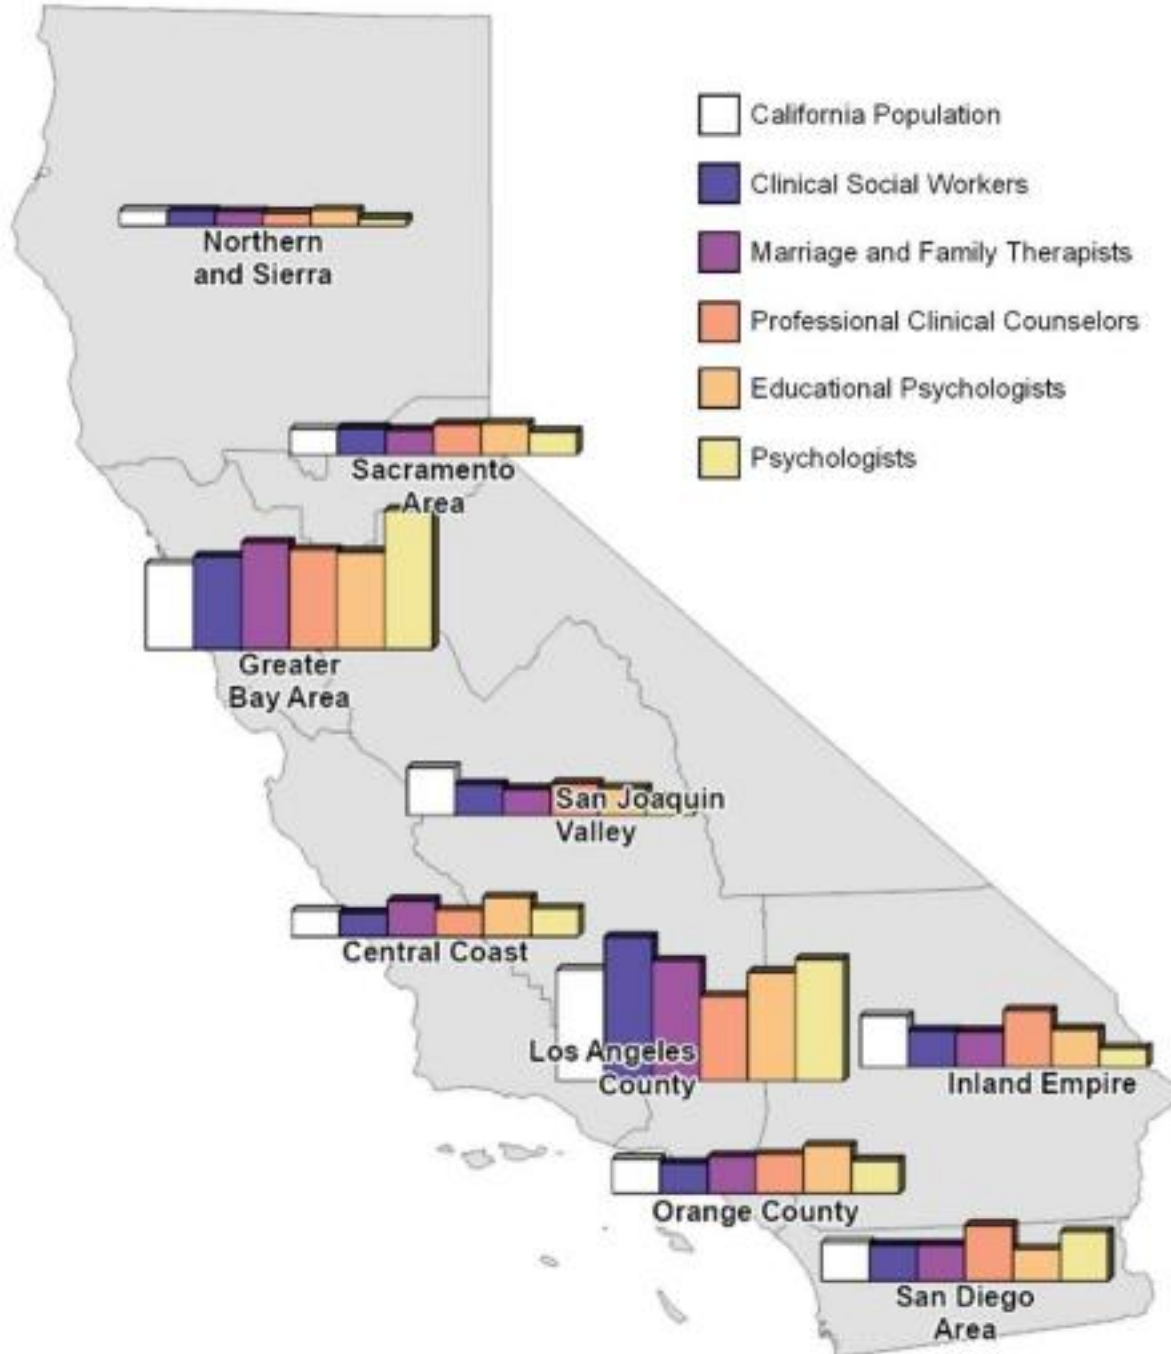 California Population
Clinical Social Workers
Marriage and Family Therapists
Professional Clinical Counselors
Educational Psychologists
Psychologists
Northern
and Sierra
Sacramento
Area
Greater
Bay Area
San Joaquin
Valley
Central Coast
Los Angeles
County
Inland Empire
Orange County
San Diego
Area